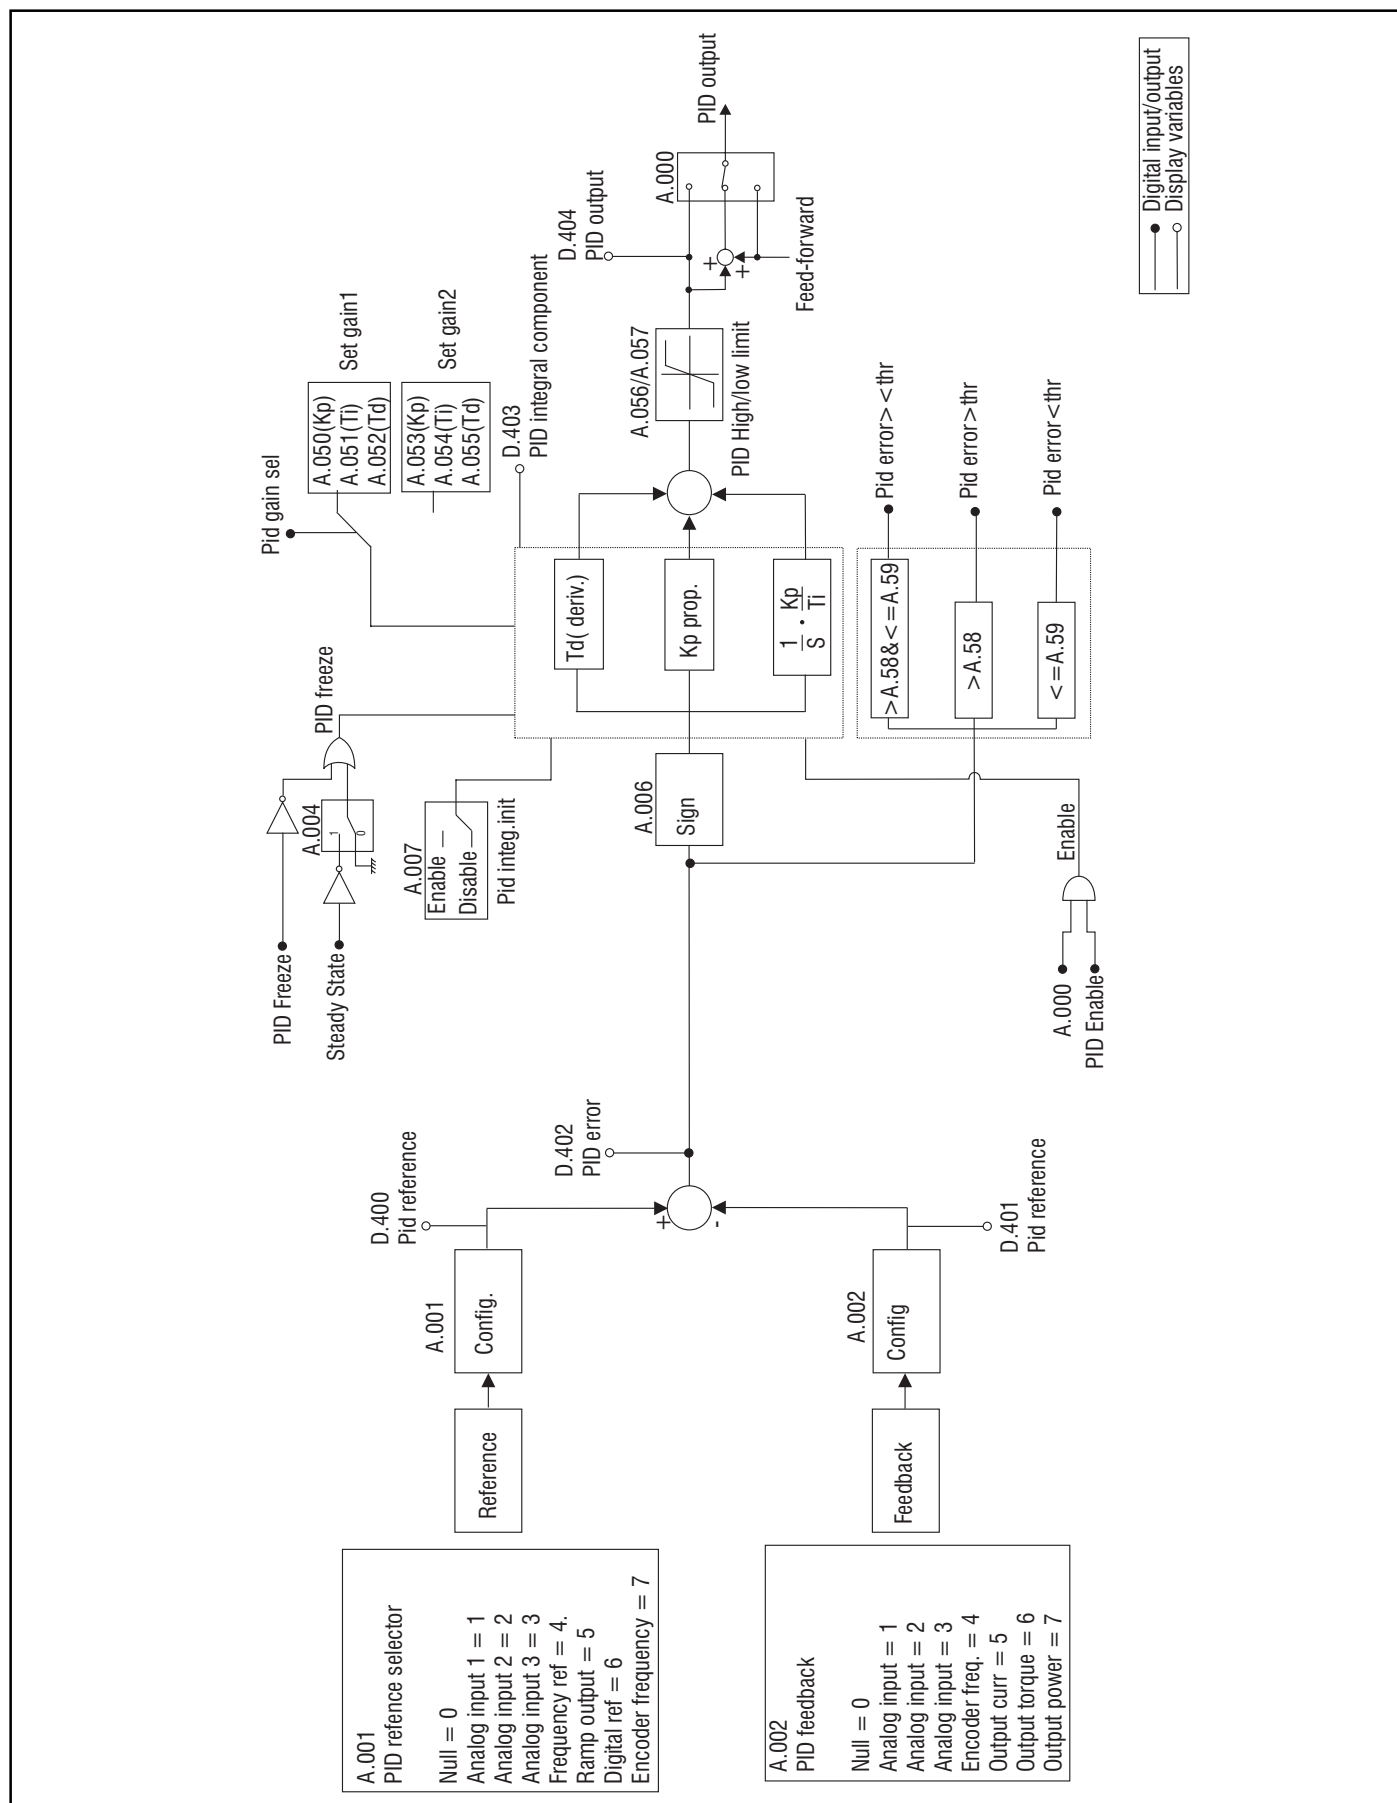 A.001
PID refence selector
Null = 0
Analog input 1 = 1
Analog input 2 = 2
Analog input 3 = 3
Frequency ref = 4.
Ramp output = 5
Digital ref = 6
Encoder frequency = 7
A.002
PID feedback
Null = 0
Analog input = 1
Analog input = 2
Analog input = 3
Encoder freq. = 4
Output curr = 5
Output torque = 6
Output power = 7
Reference
A.001
Config.
D.400
Pid reference
Feedback
A.002
Config
D.401
Pid reference
+
-
D.402
PID error
PID Freeze
Steady State
A.004
1
0
PID freeze
A.007
Enable
Disable
Pid integ.init
A.006
Sign
A.000
PID Enable
Enable
Pid gain sel
A.050(Kp)
A.051(Ti)
A.052(Td)
Set gain1
A.053(Kp)
A.054(Ti)
A.055(Td)
Set gain2
D.403
PID integral component
Td( deriv.)
Kp prop.
1
S
·
Kp
Ti
>A.58&<=A.59
>A.58
<=A.59
Pid error><thr
Pid error>thr
Pid error<thr
A.056/A.057
PID High/low limit
D.404
PID output
+
+
Feed-forward
A.000
PID output
Digital input/output
Display variables